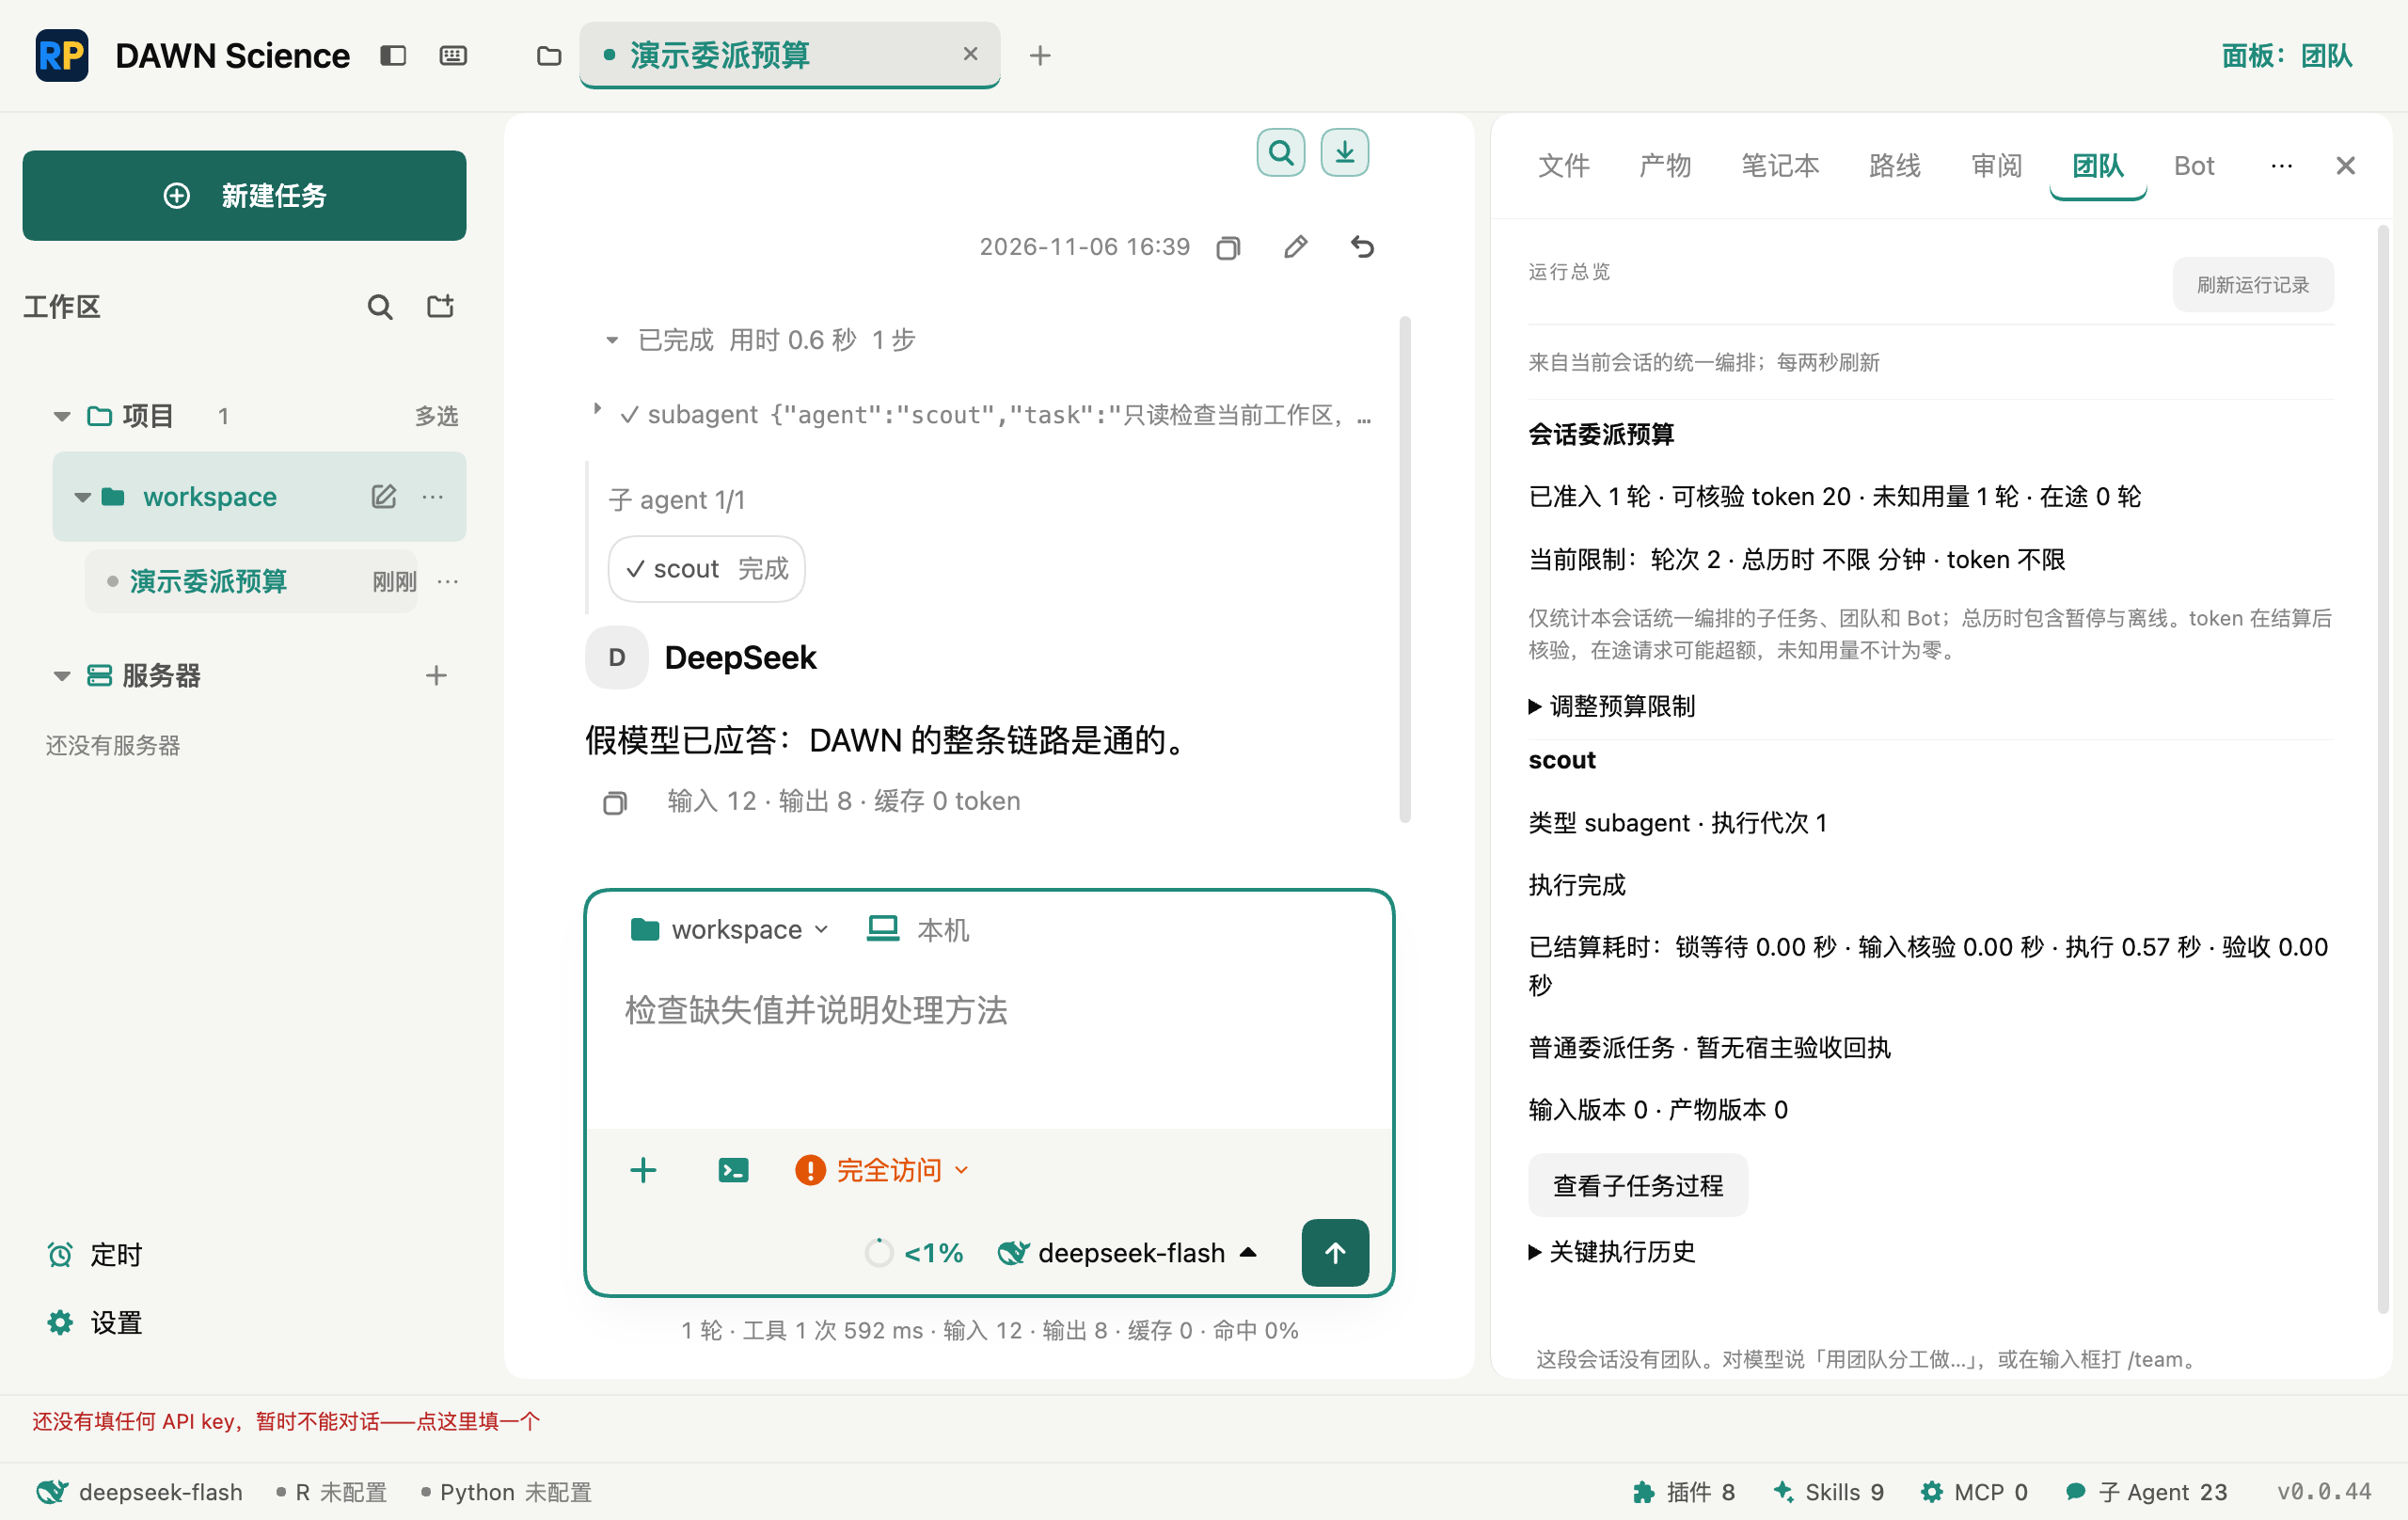 RP DAWN Science
演示委派预算
面板：团队
新建任务
工作区
项目 1 多选
workspace
演示委派预算 刚刚
服务器
还没有服务器
定时
设置
2026-11-06 16:39
已完成 用时 0.6 秒 1 步
subagent {"agent":"scout","task":"只读检查当前工作区，…
子 agent 1/1
scout 完成
D DeepSeek
假模型已应答：DAWN 的整条链路是通的。
输入 12 · 输出 8 · 缓存 0 token
workspace 本机
检查缺失值并说明处理方法
完全访问
<1% deepseek-flash
1 轮 · 工具 1 次 592 ms · 输入 12 · 输出 8 · 缓存 0 · 命中 0%
文件 产物 笔记本 路线 审阅 团队 Bot
运行总览
刷新运行记录
来自当前会话的统一编排；每两秒刷新
会话委派预算
已准入 1 轮 · 可核验 token 20 · 未知用量 1 轮 · 在途 0 轮
当前限制：轮次 2 · 总历时 不限 分钟 · token 不限
仅统计本会话统一编排的子任务、团队和 Bot；总历时包含暂停与离线。token 在结算后
核验，在途请求可能超额，未知用量不计为零。
调整预算限制
scout
类型 subagent · 执行代次 1
执行完成
已结算耗时：锁等待 0.00 秒 · 输入核验 0.00 秒 · 执行 0.57 秒 · 验收 0.00
秒
普通委派任务 · 暂无宿主验收回执
输入版本 0 · 产物版本 0
查看子任务过程
关键执行历史
这段会话没有团队。对模型说「用团队分工做…」，或在输入框打 /team。
还没有填任何 API key，暂时不能对话——点这里填一个
deepseek-flash R 未配置 Python 未配置
插件 8 Skills 9 MCP 0 子 Agent 23 v0.0.44